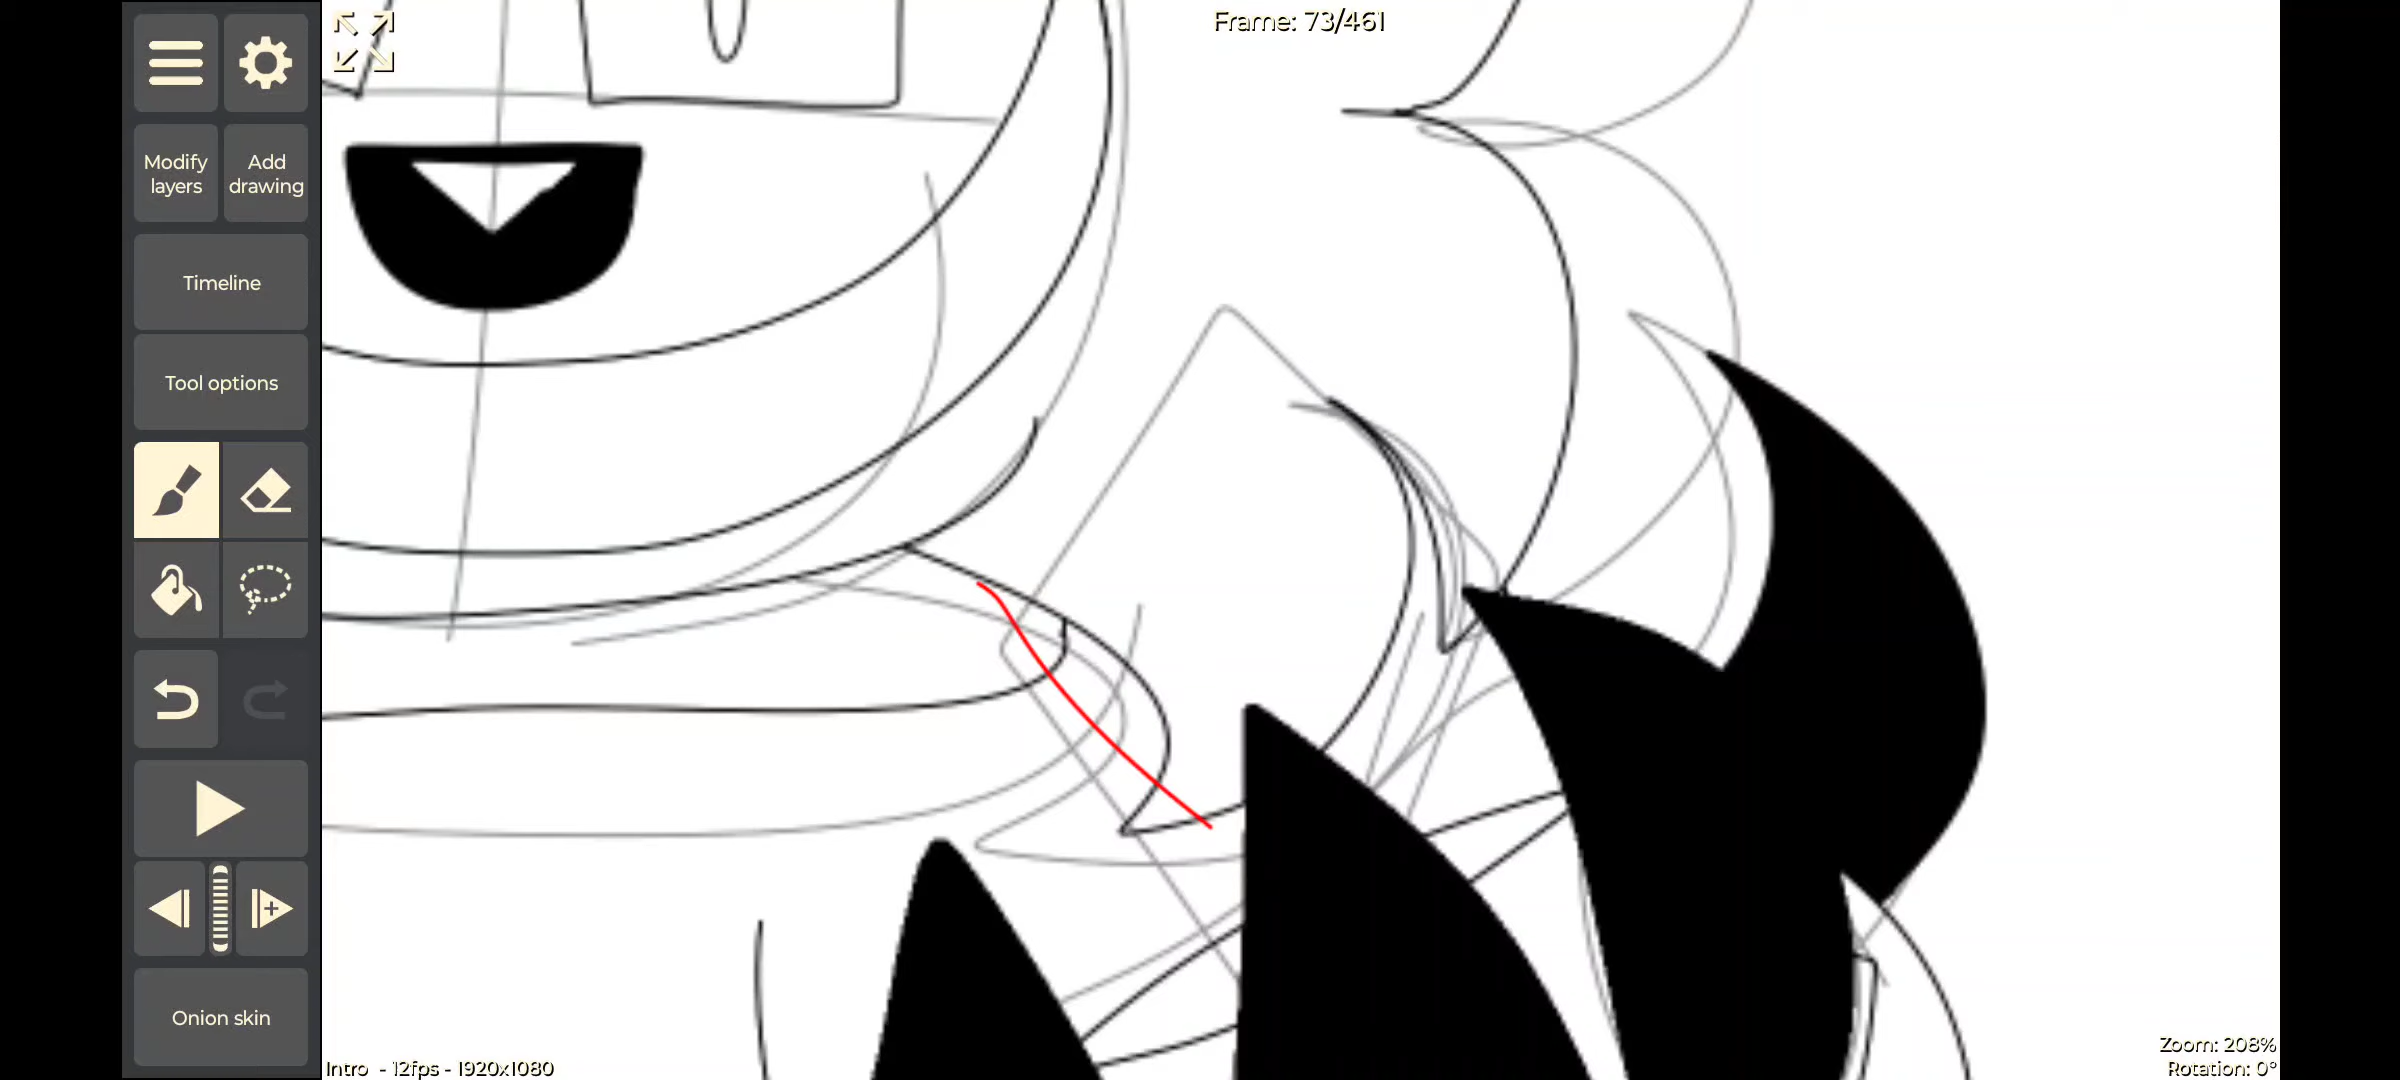 Frame: 73/461
Modify
layers
Add
drawing
Timeline
Tool options
Onion skin
Intro - 12fps - 1920x1080
Zoom: 208%
Rotation: 0°